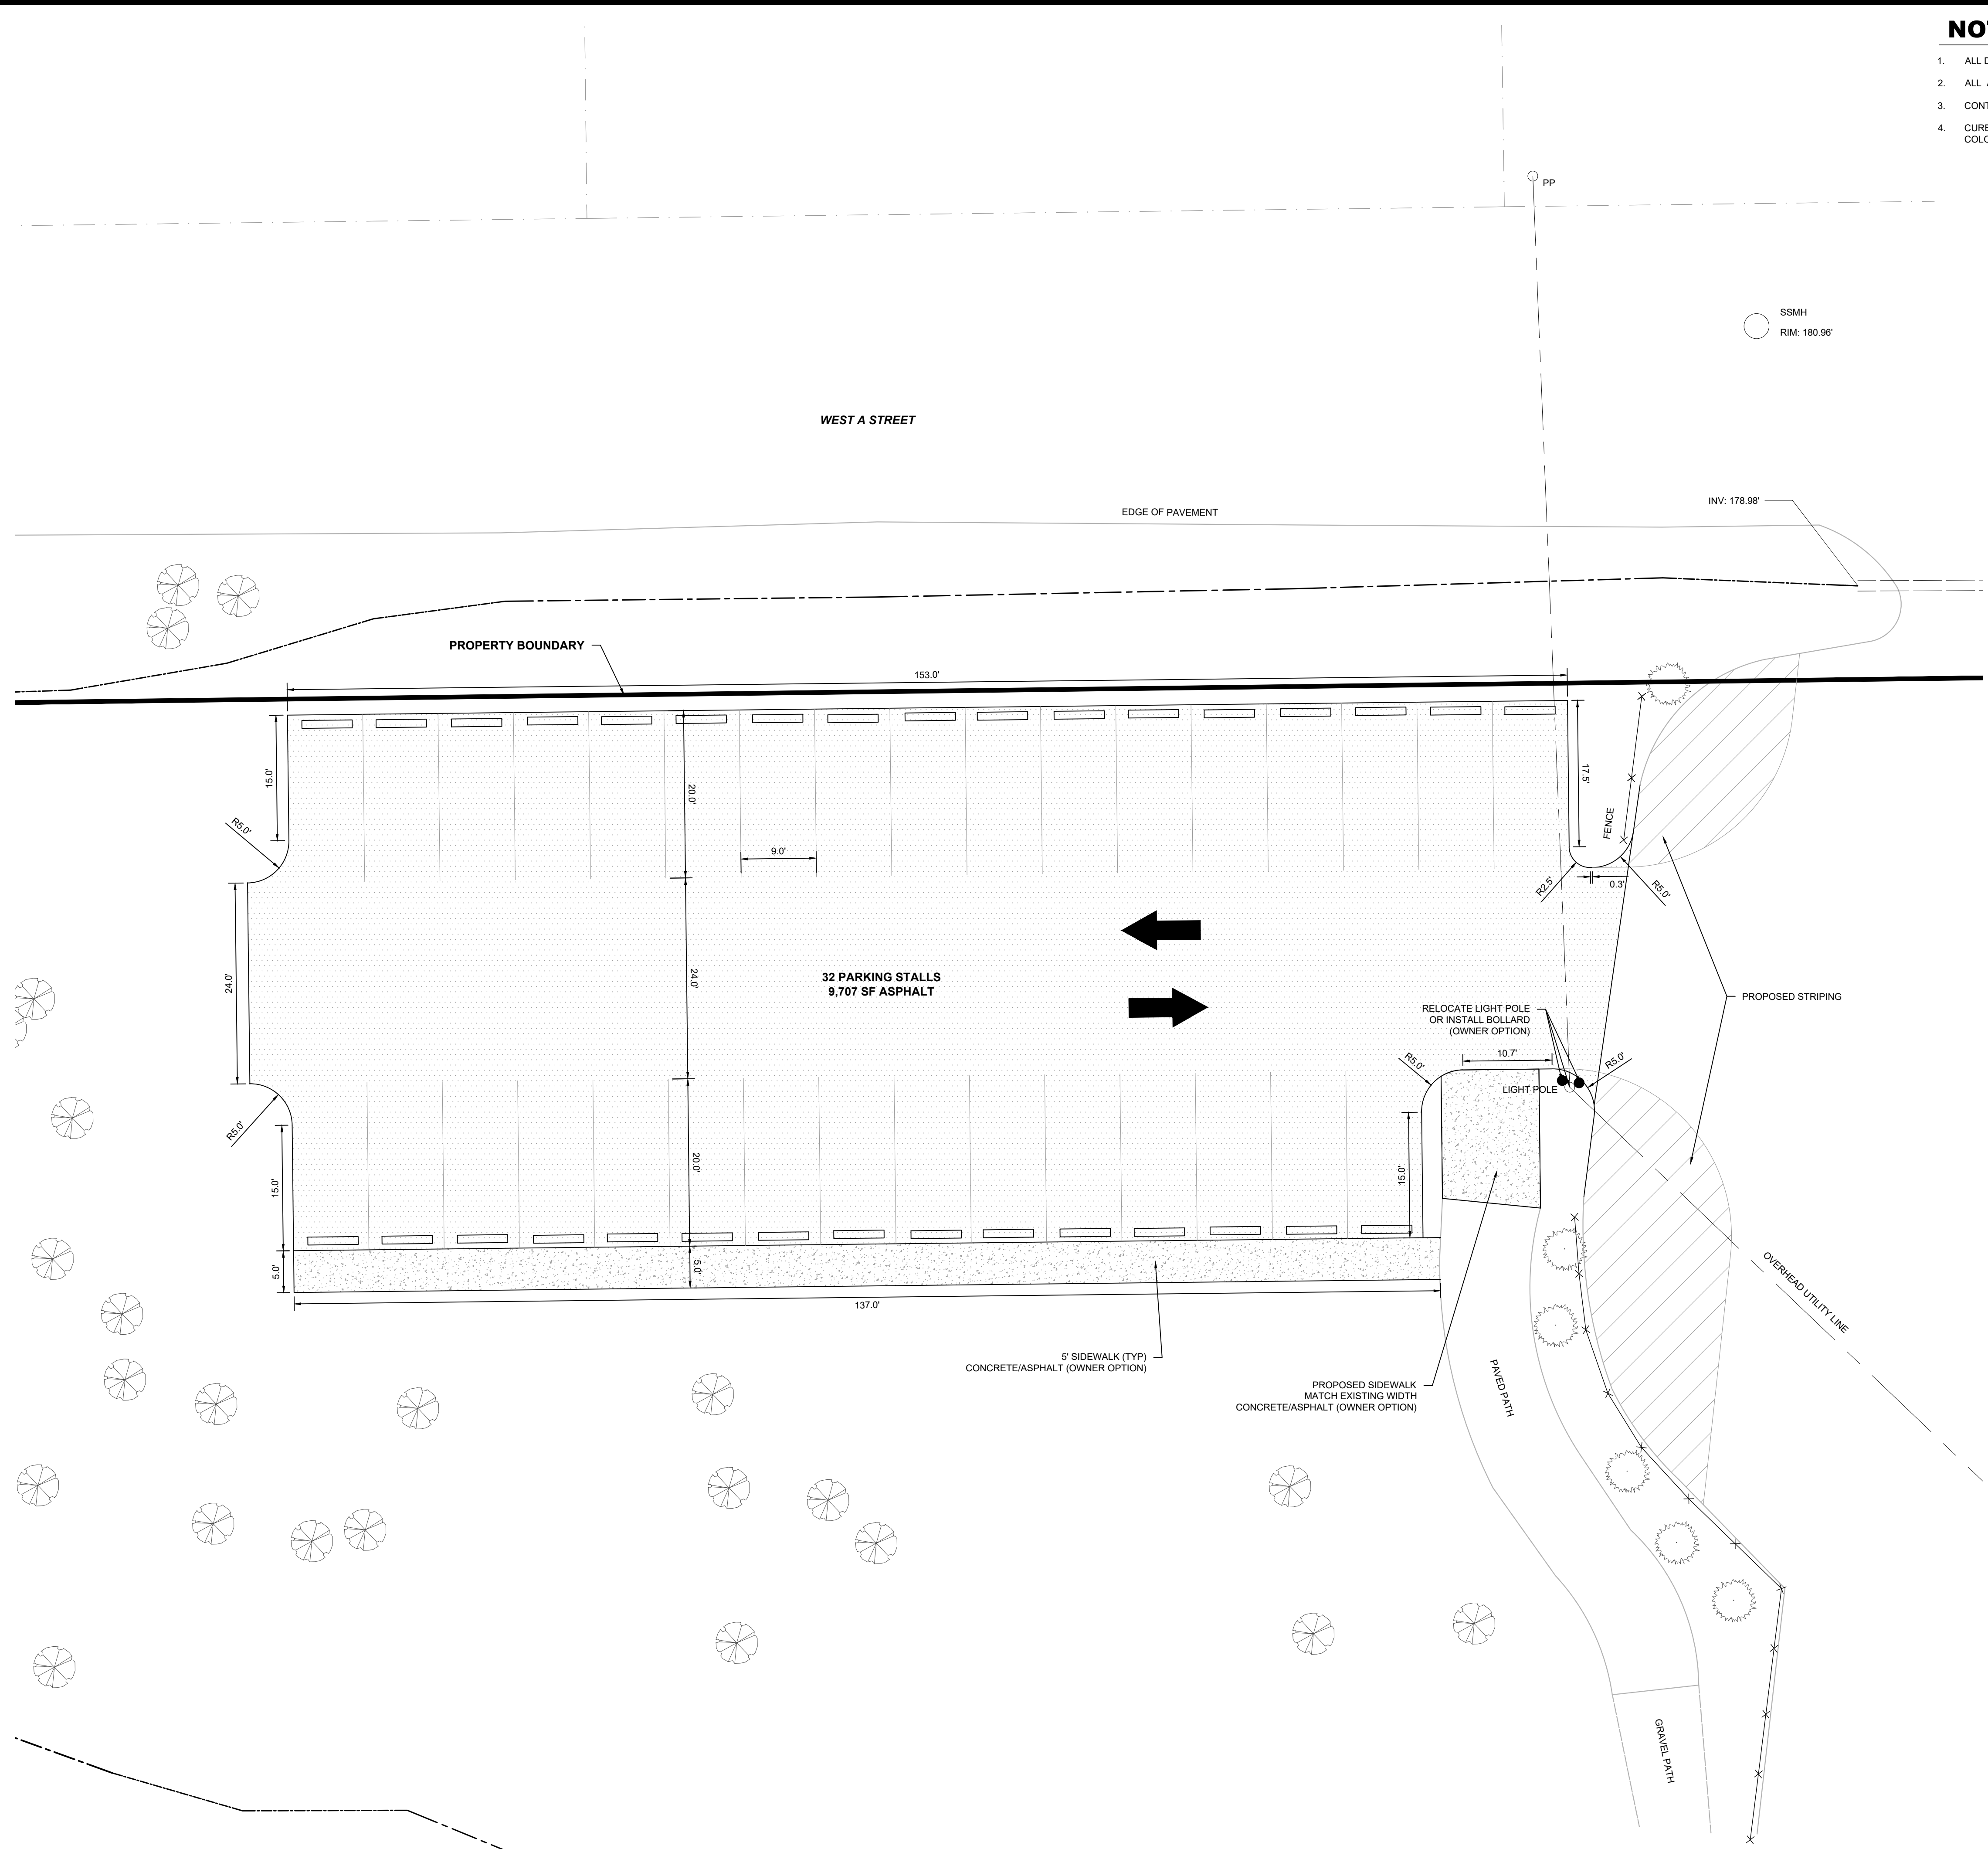 NOT
1. ALL D
2. ALL A
3. CONT
4. CURB
COLO
PP
SSMH
RIM: 180.96'
WEST A STREET
EDGE OF PAVEMENT
INV: 178.98'
PROPERTY BOUNDARY
153.0'
15.0'
20.0'
17.5'
R5.0'
9.0'
FENCE
R2.5'
0.3'
R5.0'
24.0'
24.0'
32 PARKING STALLS
9,707 SF ASPHALT
PROPOSED STRIPING
RELOCATE LIGHT POLE
OR INSTALL BOLLARD
(OWNER OPTION)
R5.0'
10.7'
R5.0'
LIGHT POLE
R5.0'
15.0'
20.0'
15.0'
5.0'
5.0'
137.0'
OVERHEAD UTILITY LINE
5' SIDEWALK (TYP)
CONCRETE/ASPHALT (OWNER OPTION)
PROPOSED SIDEWALK
MATCH EXISTING WIDTH
CONCRETE/ASPHALT (OWNER OPTION)
PAVED PATH
GRAVEL PATH